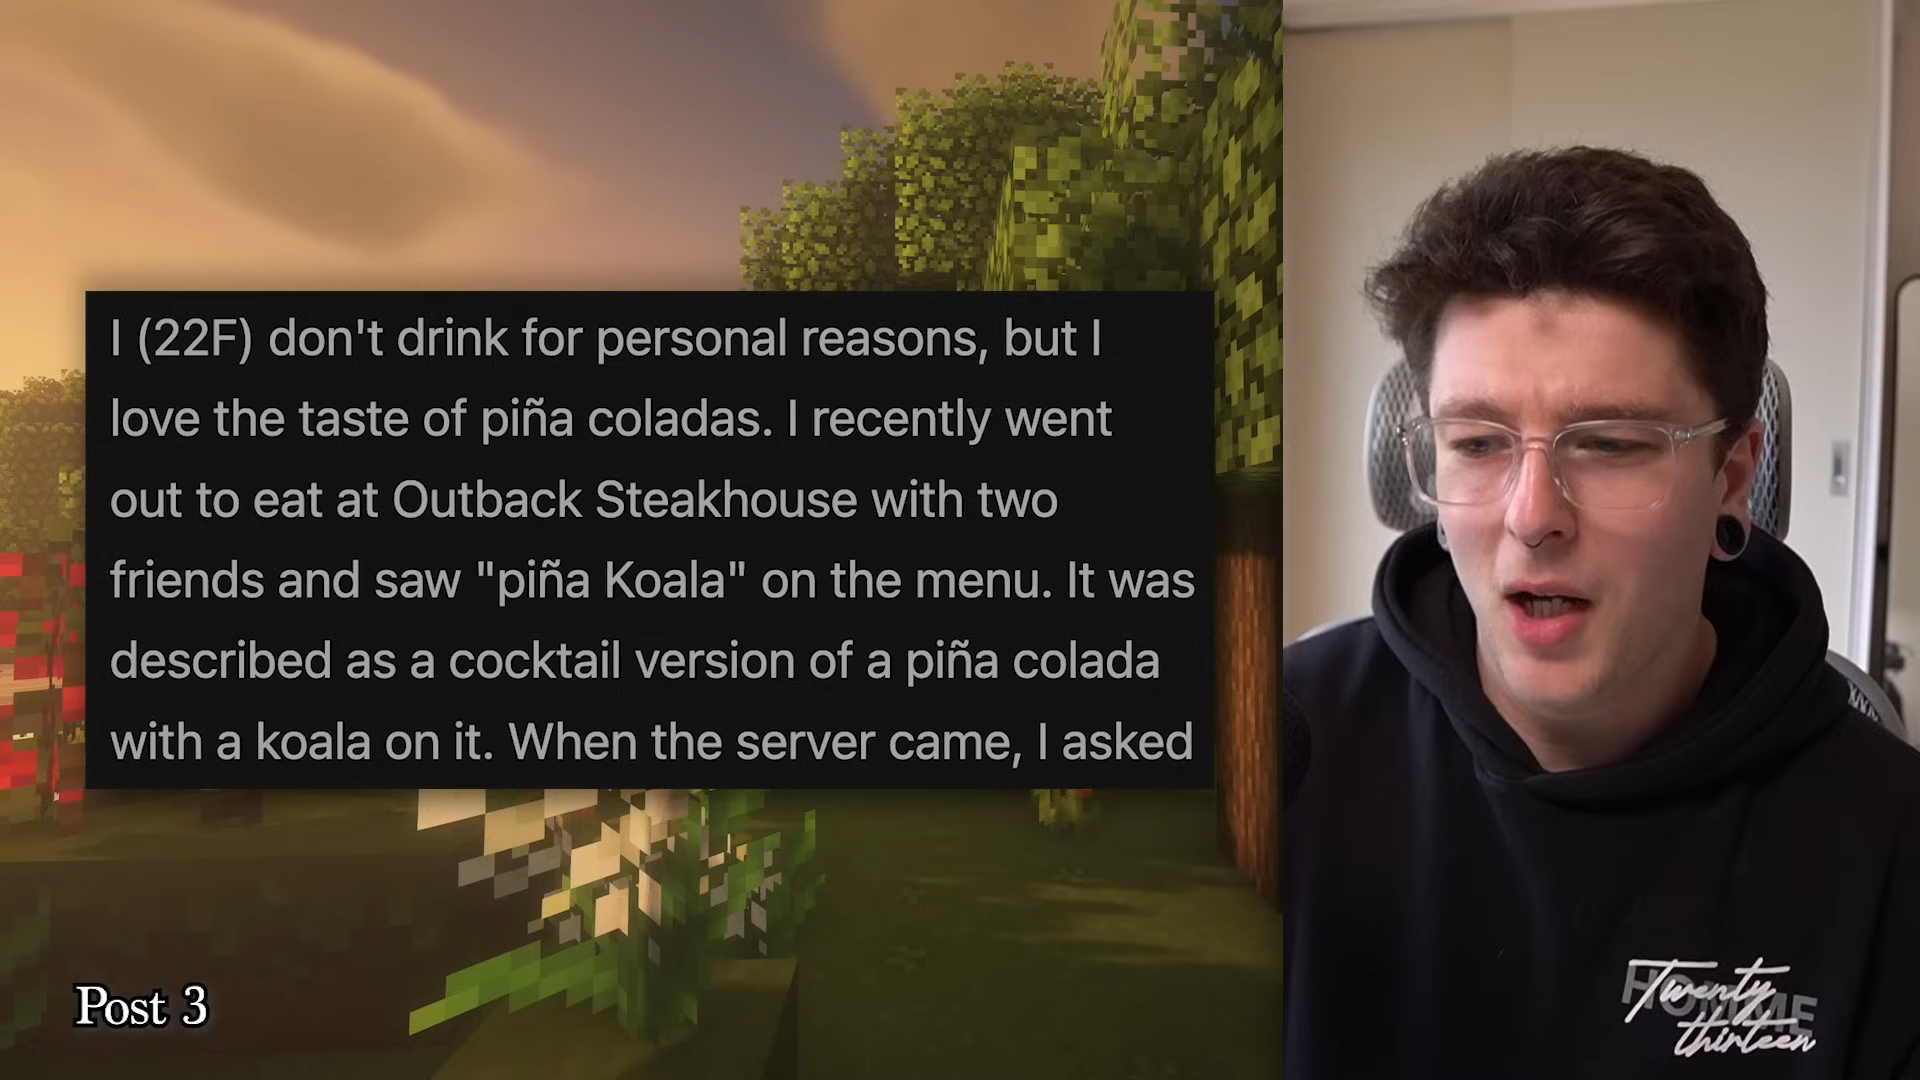 I (22F) don't drink for personal reasons, but I
love the taste of piña coladas. I recently went
out to eat at Outback Steakhouse with two
friends and saw "piña Koala" on the menu. It was
described as a cocktail version of a piña colada
with a koala on it. When the server came, I asked
Post 3
HOMME
Twenty
thirteen